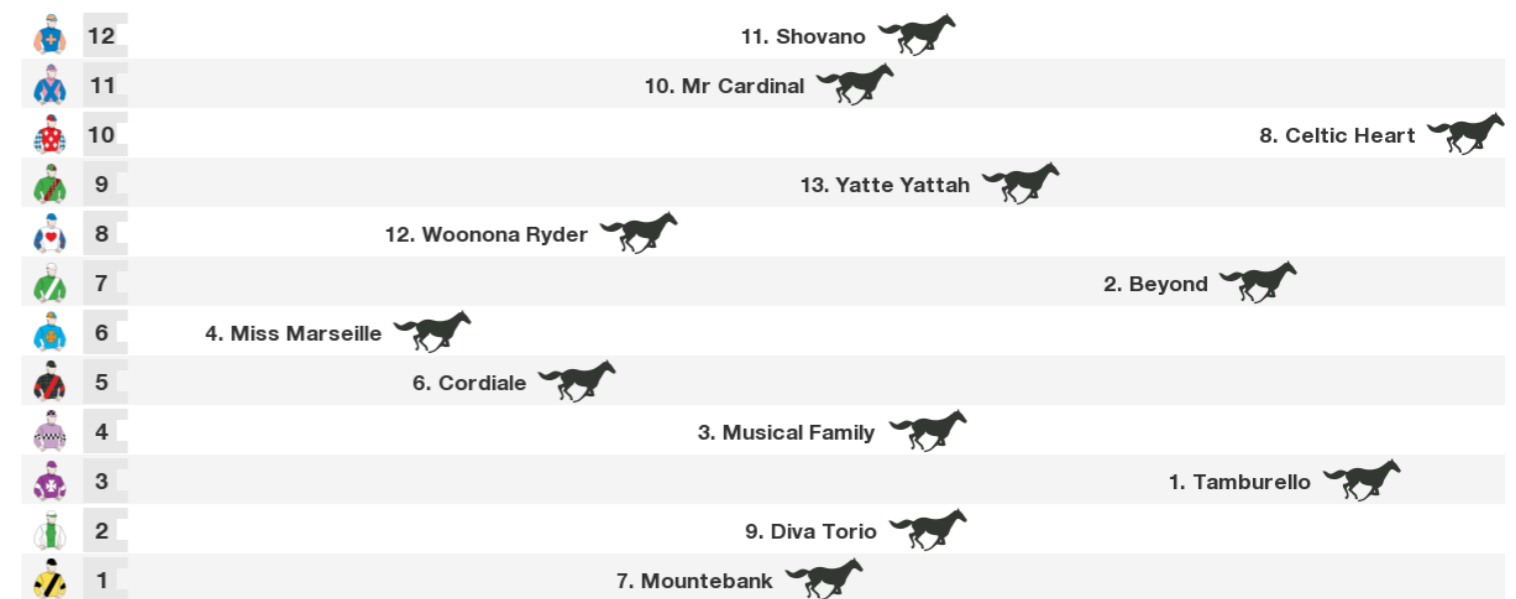 12 11. Shovano
11 10. Mr Cardinal
10 8. Celtic Heart
9 13. Yatte Yattah
8 12. Woonona Ryder
7 2. Beyond
6 4. Miss Marseille
5 6. Cordiale
4 3. Musical Family
3 1. Tamburello
2 9. Diva Torio
1 7. Mountebank